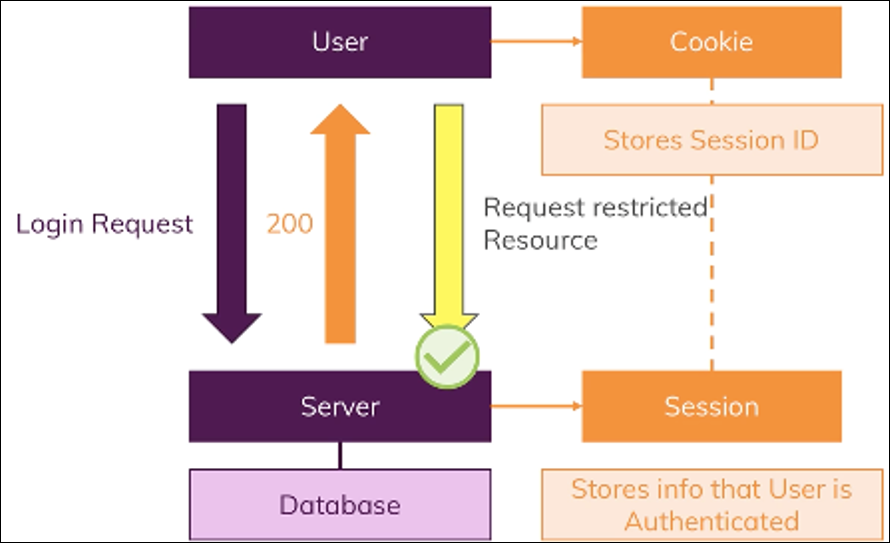 User
Cookie
Stores Session ID
Login Request
200
Request restricted
Resource
Server
Session
Database
Stores info that User is
Authenticated